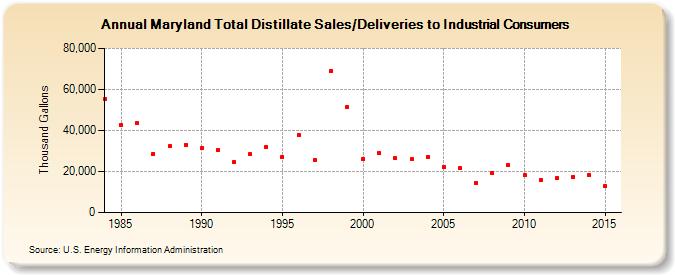 Annual Maryland Total Distillate Sales/Deliveries to Industrial Consumers
Thousand Gallons
80,000
60,000
40,000
20,000
0
1985 1990 1995 2000 2005 2010 2015
Source: U.S. Energy Information Administration